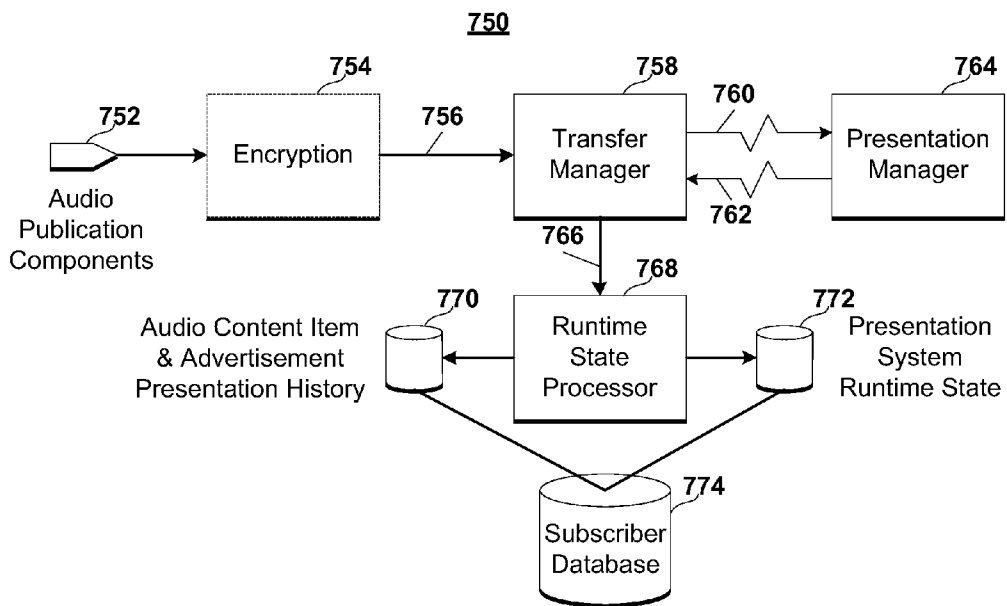 750
752
Audio
Publication
Components
754
Encryption
756
758
Transfer
Manager
760
762
764
Presentation
Manager
766
768
Runtime
State
Processor
770
Audio Content Item
& Advertisement
Presentation History
772
Presentation
System
Runtime State
774
Subscriber
Database